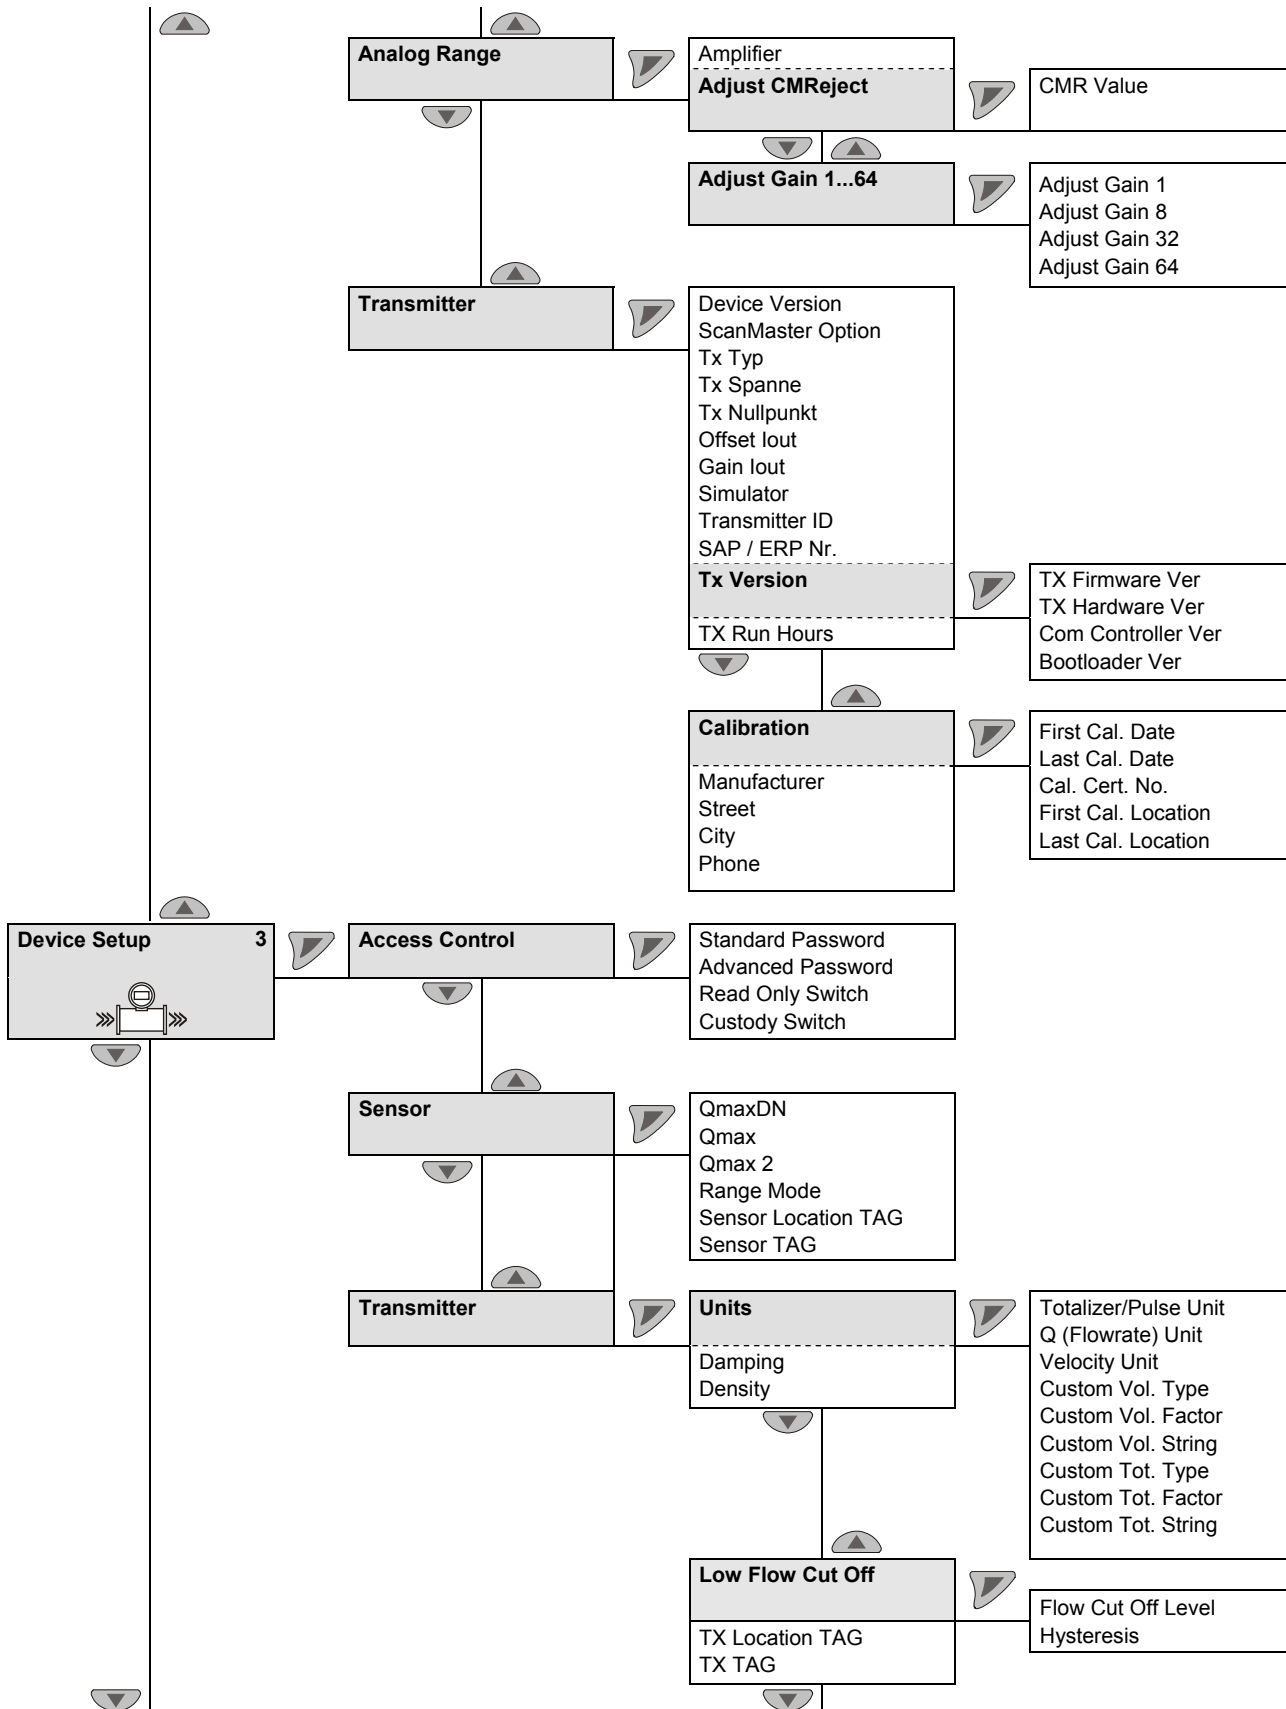 Analog Range
Amplifier
Adjust CMReject
CMR Value
Adjust Gain 1...64
Adjust Gain 1
Adjust Gain 8
Adjust Gain 32
Adjust Gain 64
Transmitter
Device Version
ScanMaster Option
Tx Typ
Tx Spanne
Tx Nullpunkt
Offset Iout
Gain Iout
Simulator
Transmitter ID
SAP / ERP Nr.
Tx Version
TX Run Hours
TX Firmware Ver
TX Hardware Ver
Com Controller Ver
Bootloader Ver
Calibration
Manufacturer
Street
City
Phone
First Cal. Date
Last Cal. Date
Cal. Cert. No.
First Cal. Location
Last Cal. Location
Device Setup 3
Access Control
Standard Password
Advanced Password
Read Only Switch
Custody Switch
Sensor
QmaxDN
Qmax
Qmax 2
Range Mode
Sensor Location TAG
Sensor TAG
Transmitter
Units
Damping
Density
Totalizer/Pulse Unit
Q (Flowrate) Unit
Velocity Unit
Custom Vol. Type
Custom Vol. Factor
Custom Vol. String
Custom Tot. Type
Custom Tot. Factor
Custom Tot. String
Low Flow Cut Off
TX Location TAG
TX TAG
Flow Cut Off Level
Hysteresis